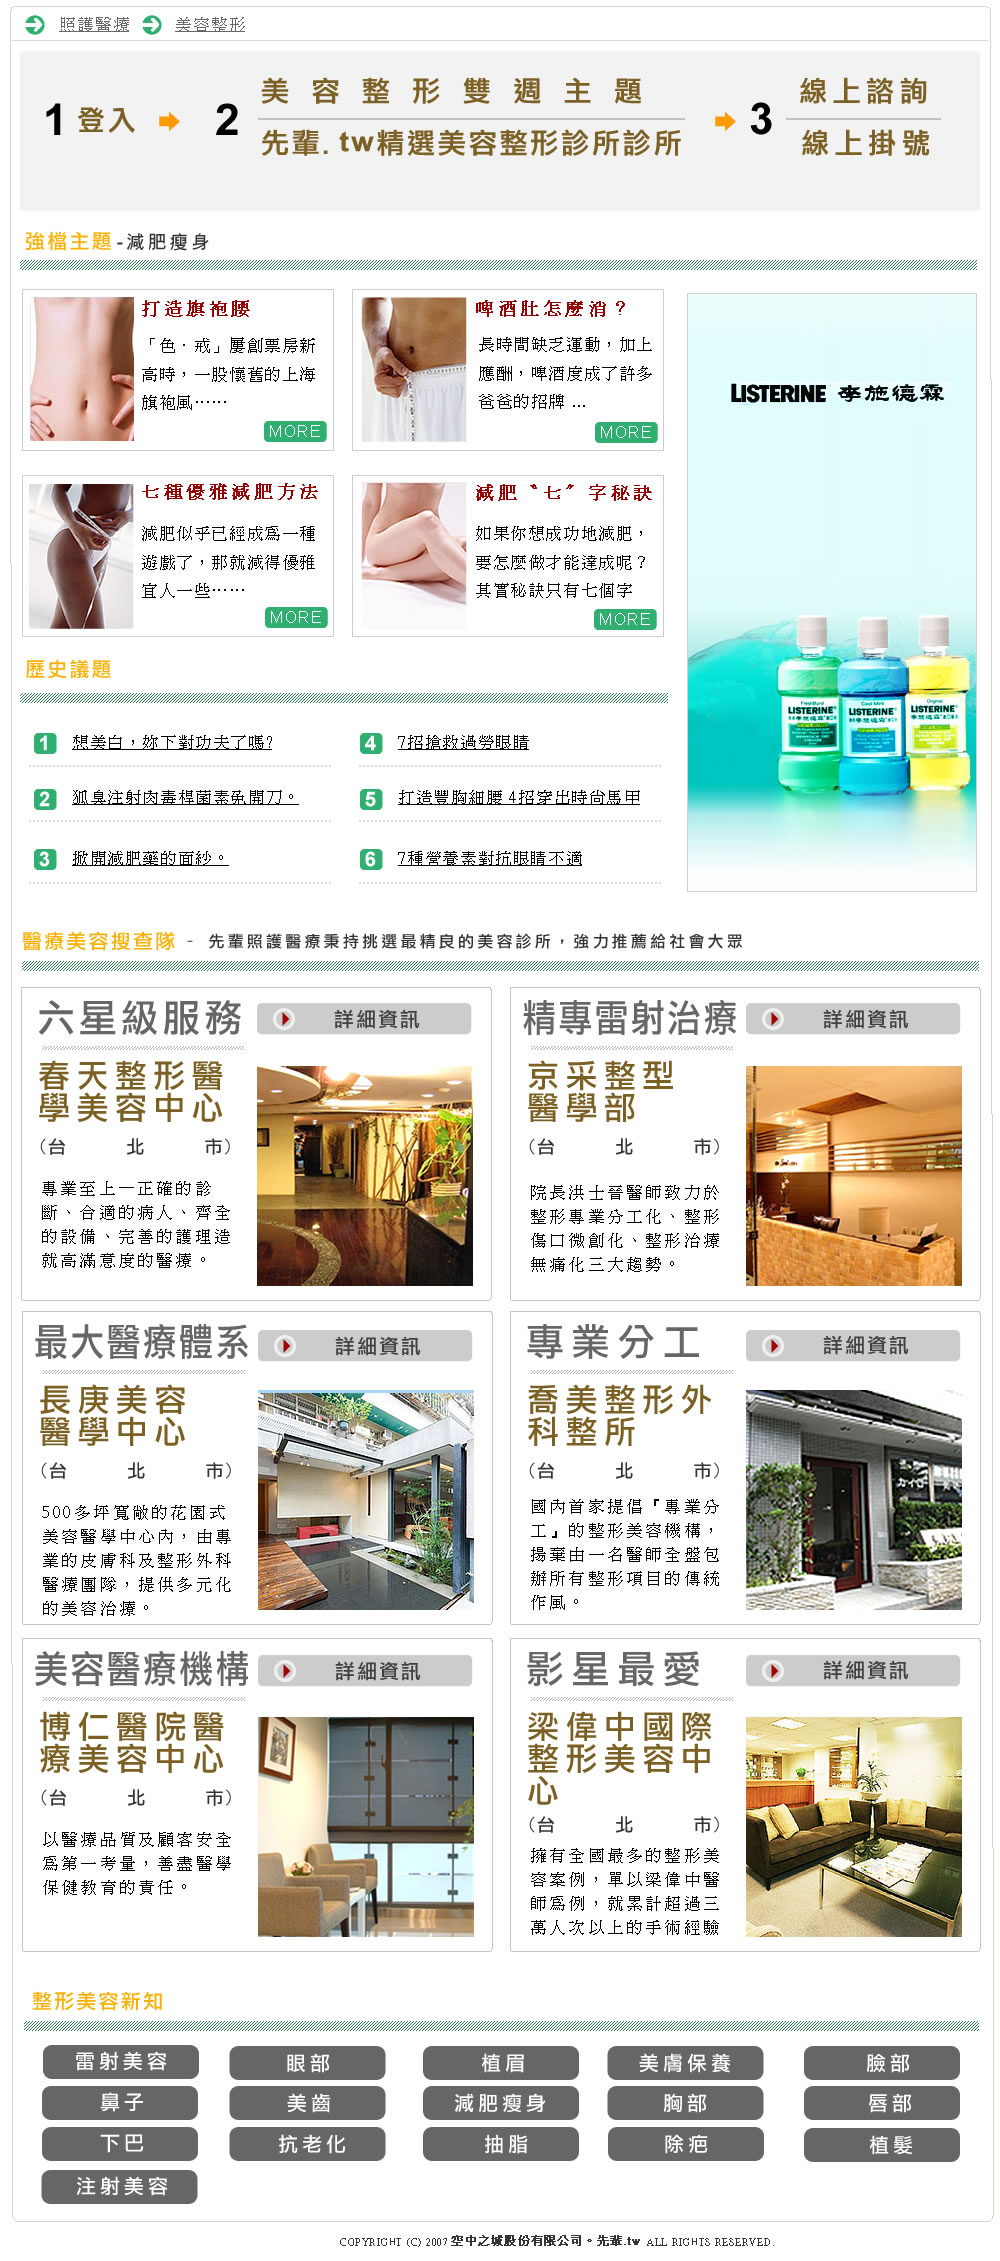 照護醫療 美容整形
1 登入
2 美容整形雙週主題
先輩.tw精選美容整形診所診所
3 線上諮詢
線上掛號
強檔主題-減肥瘦身
打造旗袍腰
「色‧戒」屢創票房新
高時，一股懷舊的上海
旗袍風……
MORE
啤酒肚怎麼消？
長時間缺乏運動，加上
應酬，啤酒度成了許多
爸爸的招牌 ...
MORE
七種優雅減肥方法
減肥似乎已經成為一種
遊戲了，那就減得優雅
宜人一些……
MORE
減肥〝七〞字秘訣
如果你想成功地減肥，
要怎麼做才能達成呢？
其實秘訣只有七個字
MORE
LISTERINE 李施德霖
FreshBurst
LISTERINE
Cool Mint
LISTERINE
Original
LISTERINE
歷史議題
1 想美白，妳下對功夫了嗎?
2 狐臭注射肉毒桿菌素免開刀。
3 掀開減肥藥的面紗。
4 7招搶救過勞眼睛
5 打造豐胸細腰 4招穿出時尚馬甲
6 7種營養素對抗眼睛不適
醫療美容搜查隊 - 先輩照護醫療秉持挑選最精良的美容診所，強力推薦給社會大眾
六星級服務
詳細資訊
春天整形醫
學美容中心
(台北市)
專業至上一正確的診
斷、合適的病人、齊全
的設備、完善的護理造
就高滿意度的醫療。
精專雷射治療
詳細資訊
京采整型
醫學部
(台北市)
院長洪士晉醫師致力於
整形專業分工化、整形
傷口微創化、整形治療
無痛化三大趨勢。
最大醫療體系
詳細資訊
長庚美容
醫學中心
(台北市)
500多坪寬敞的花園式
美容醫學中心內，由專
業的皮膚科及整形外科
醫療團隊，提供多元化
的美容治療。
專業分工
詳細資訊
喬美整形外
科整所
(台北市)
國內首家提倡『專業分
工』的整形美容機構，
揚棄由一名醫師全盤包
辦所有整形項目的傳統
作風。
美容醫療機構
詳細資訊
博仁醫院醫
療美容中心
(台北市)
以醫療品質及顧客安全
為第一考量，善盡醫學
保健教育的責任。
影星最愛
詳細資訊
梁偉中國際
整形美容中
心
(台北市)
擁有全國最多的整形美
容案例，單以梁偉中醫
師為例，就累計超過三
萬人次以上的手術經驗
整形美容新知
雷射美容 眼部 植眉 美膚保養 臉部
鼻子 美齒 減肥瘦身 胸部 唇部
下巴 抗老化 抽脂 除疤 植髮
注射美容
COPYRIGHT (C) 2007 空中之城股份有限公司。先輩.tw ALL RIGHTS RESERVED.